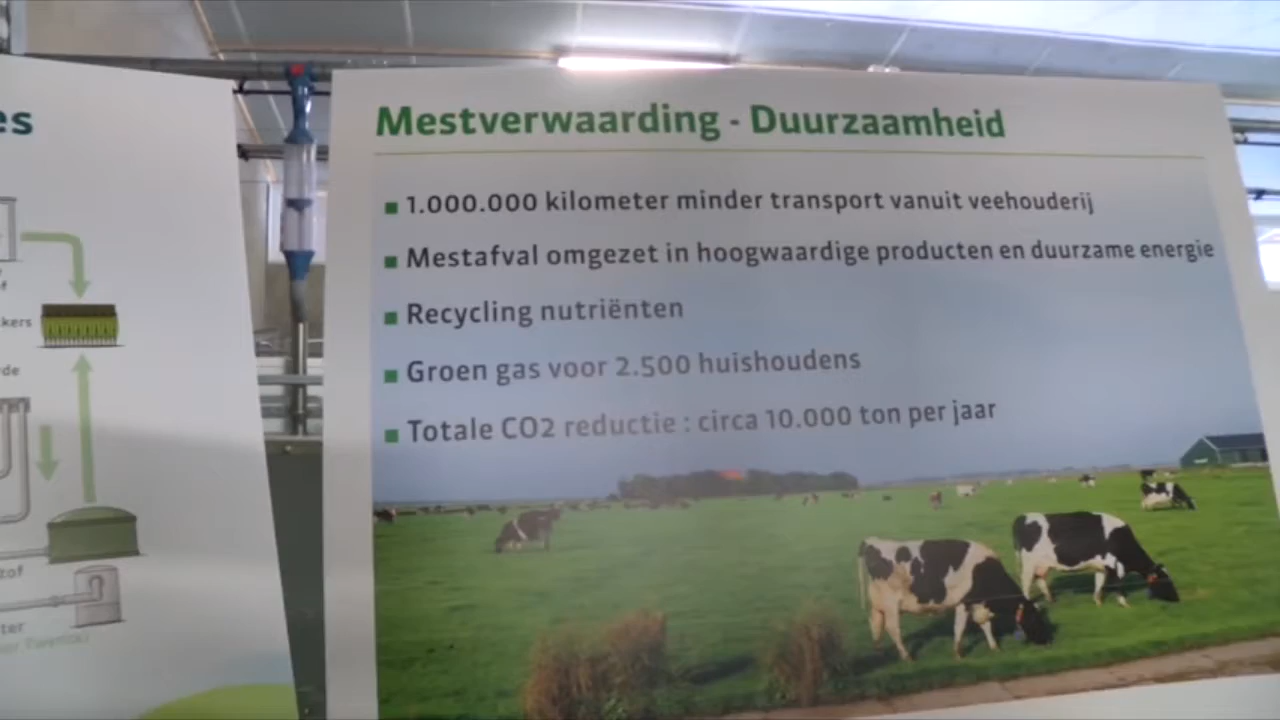 es
kers
de
Mestverwaarding - Duurzaamheid
1.000.000 kilometer minder transport vanuit veehouderij
Mestafval omgezet in hoogwaardige producten en duurzame energie
Recycling nutriënten
Groen gas voor 2.500 huishoudens
Totale CO2 reductie : circa 10.000 ton per jaar